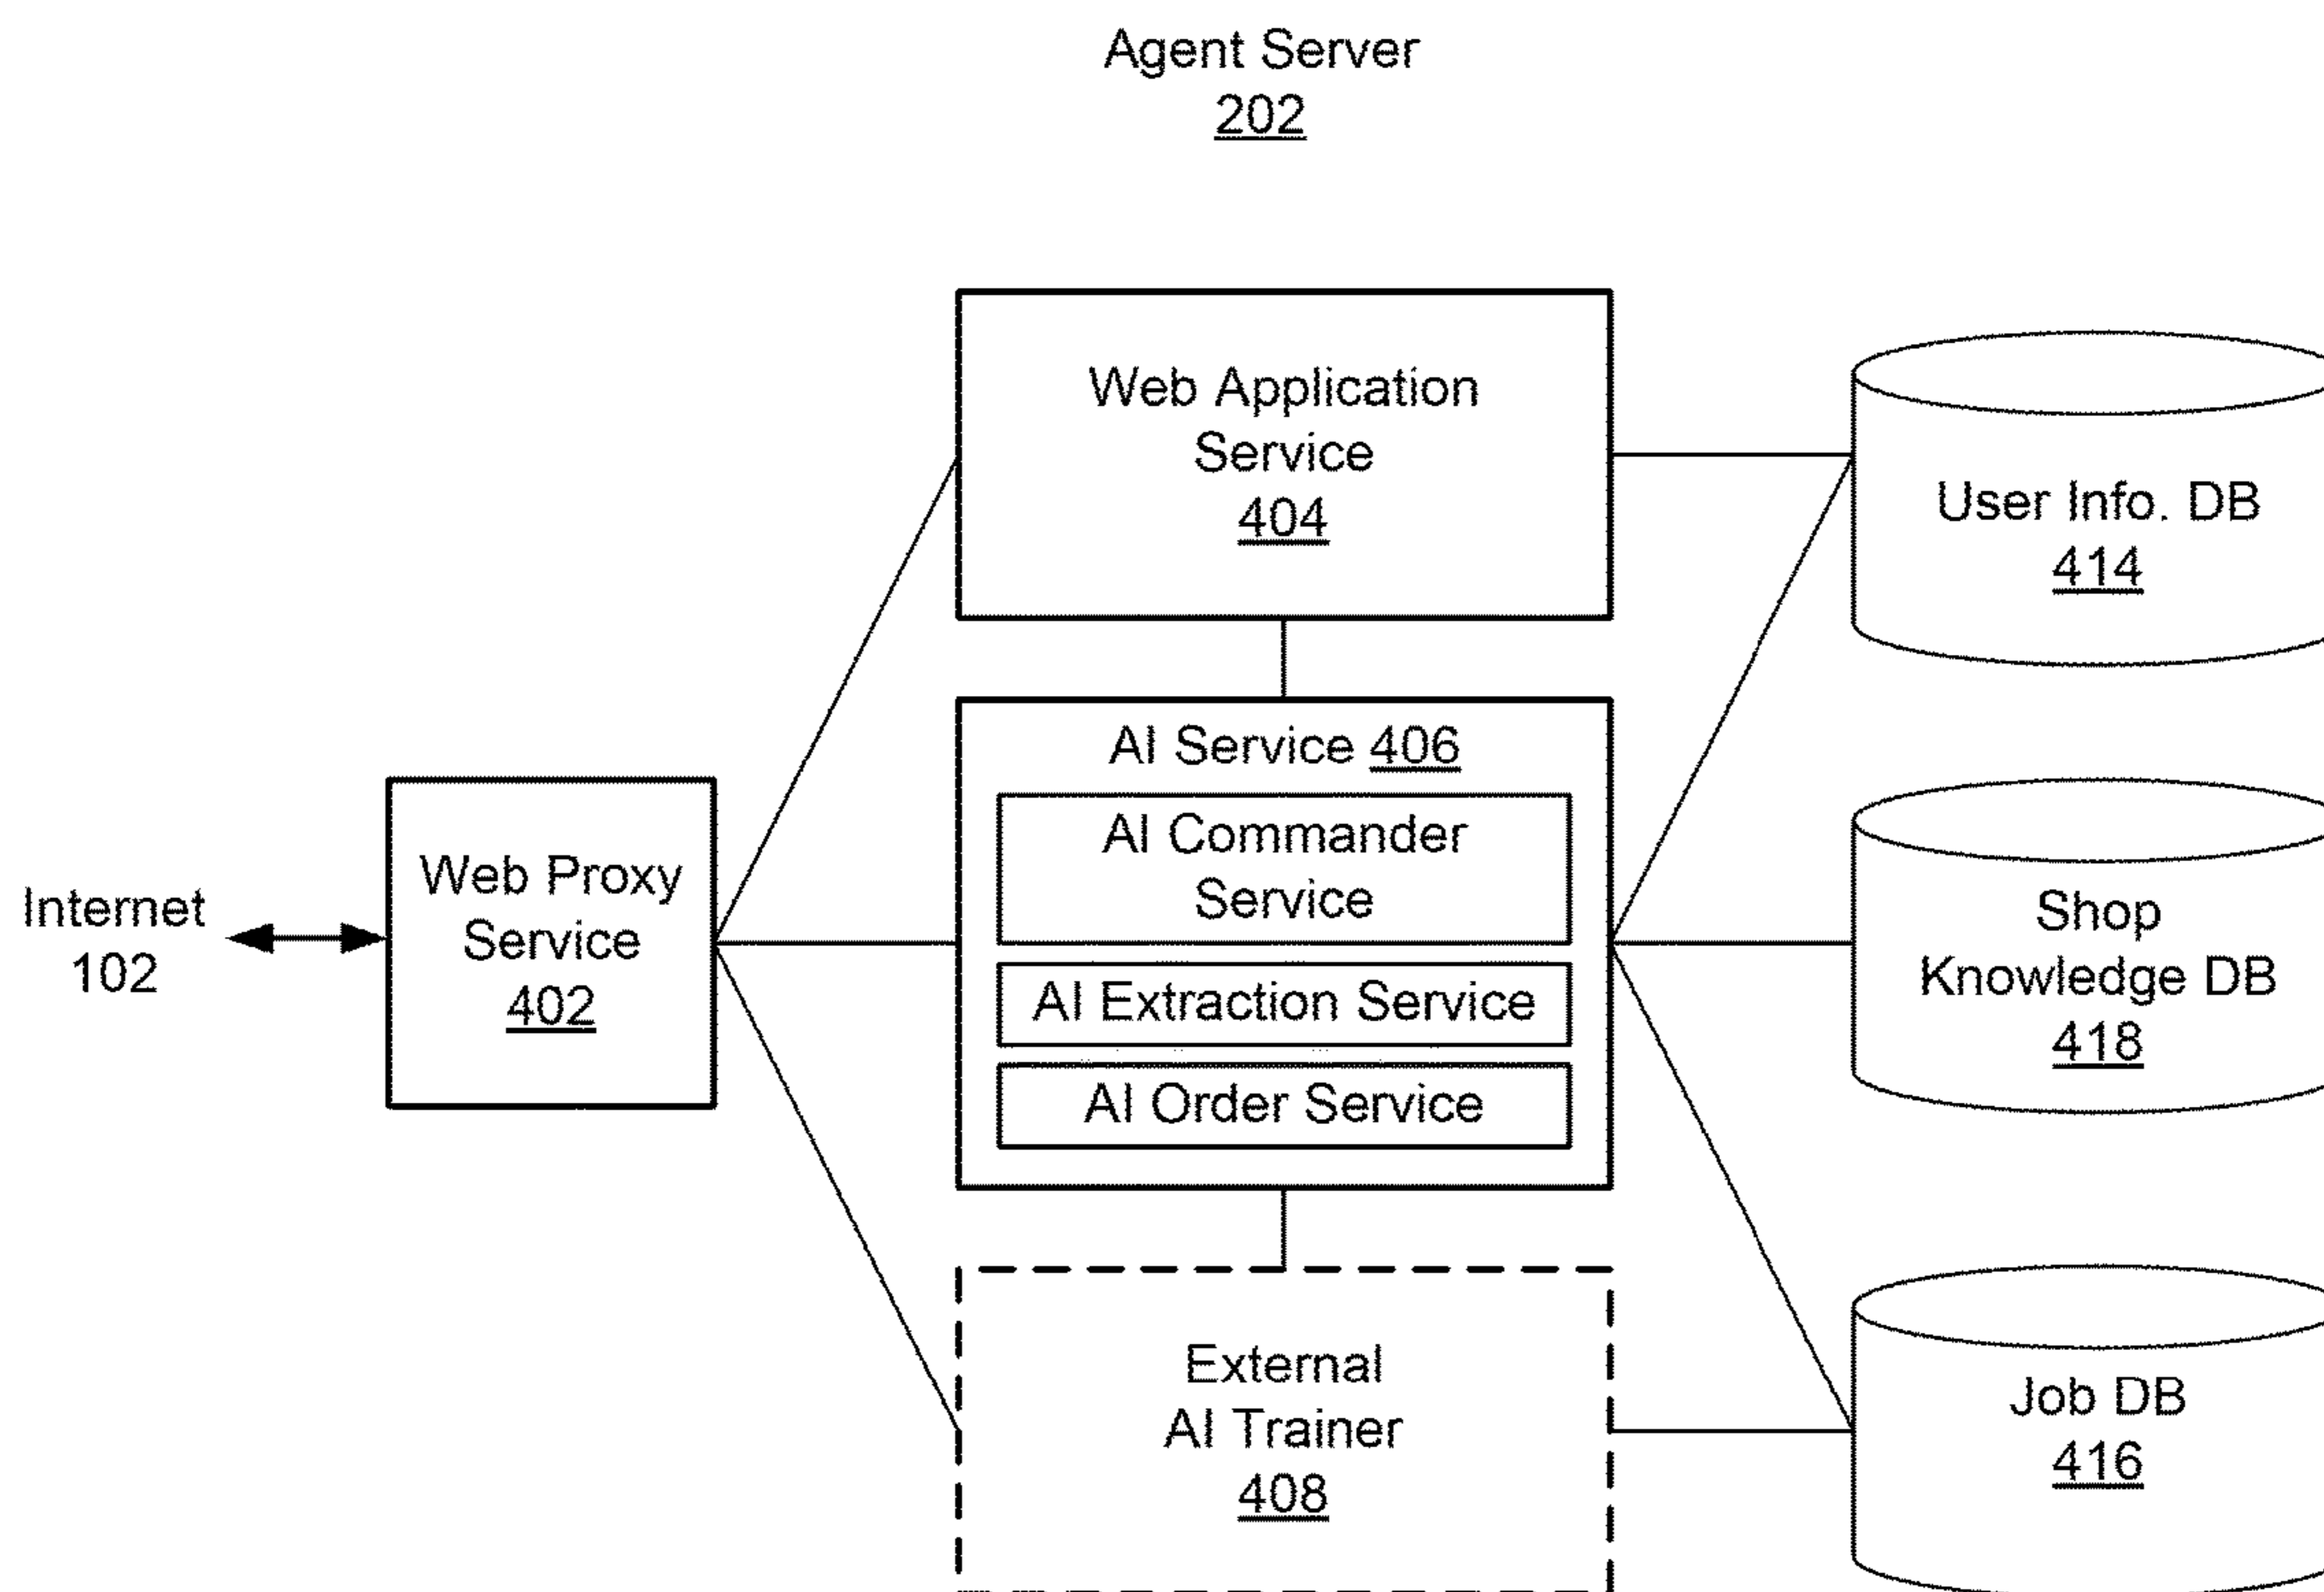 Agent Server
202
Web Application
Service
404
User Info. DB
414
AI Service 406
AI Commander
Service
AI Extraction Service
AI Order Service
Internet
102
Web Proxy
Service
402
Shop
Knowledge DB
418
External
AI Trainer
408
Job DB
416